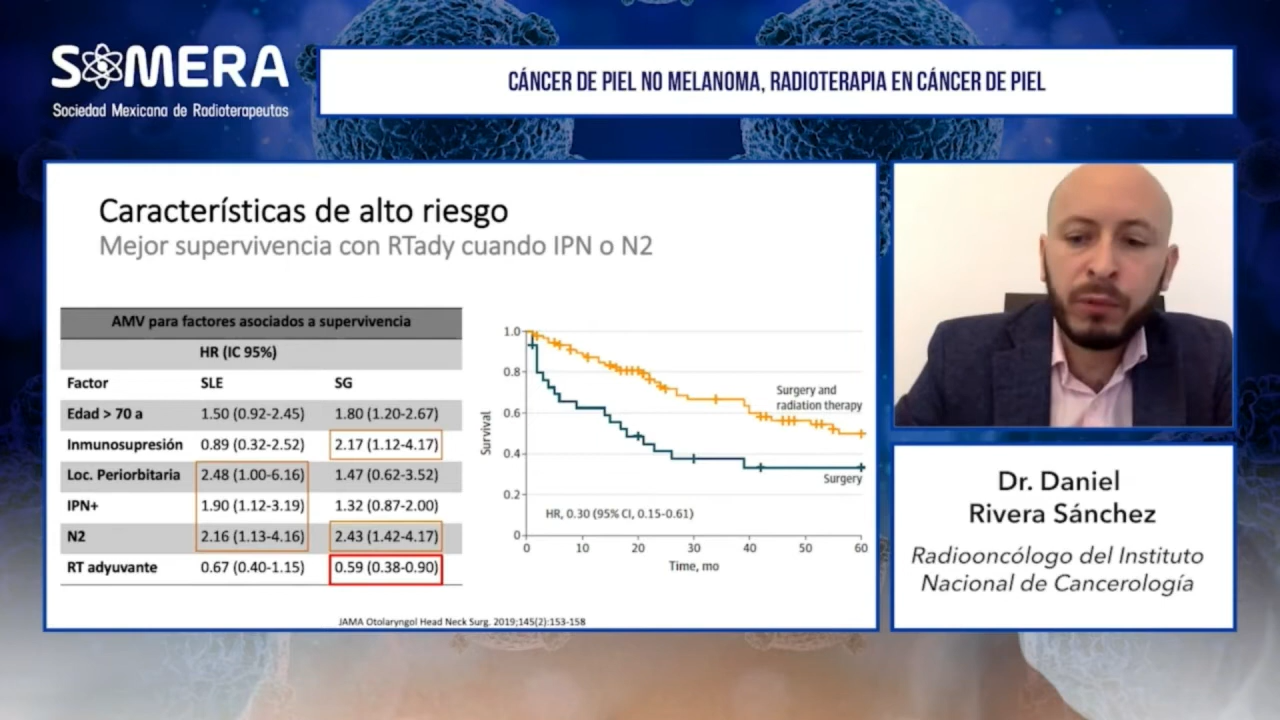 SOMERA
Sociedad Mexicana de Radioterapeutas
CÁNCER DE PIEL NO MELANOMA, RADIOTERAPIA EN CÁNCER DE PIEL
Características de alto riesgo
Mejor supervivencia con RTady cuando IPN o N2
AMV para factores asociados a supervivencia
HR (IC 95%)
Factor SLE SG
Edad > 70 a 1.50 (0.92-2.45) 1.80 (1.20-2.67)
Inmunosupresión 0.89 (0.32-2.52) 2.17 (1.12-4.17)
Loc. Periorbitaria 2.48 (1.00-6.16) 1.47 (0.62-3.52)
IPN+ 1.90 (1.12-3.19) 1.32 (0.87-2.00)
N2 2.16 (1.13-4.16) 2.43 (1.42-4.17)
RT adyuvante 0.67 (0.40-1.15) 0.59 (0.38-0.90)
Survival
1.0
0.8
0.6
0.4
0.2
0
Surgery and
radiation therapy
Surgery
HR, 0.30 (95% CI, 0.15-0.61)
0 10 20 30 40 50 60
Time, mo
JAMA Otolaryngol Head Neck Surg. 2019;145(2):153-158
Dr. Daniel
Rivera Sánchez
Radiooncólogo del Instituto
Nacional de Cancerología